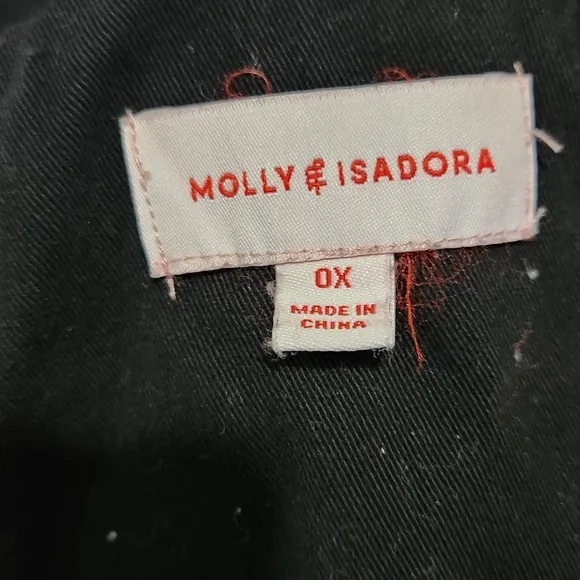 MOLLY & ISADORA
0X
MADE IN
CHINA